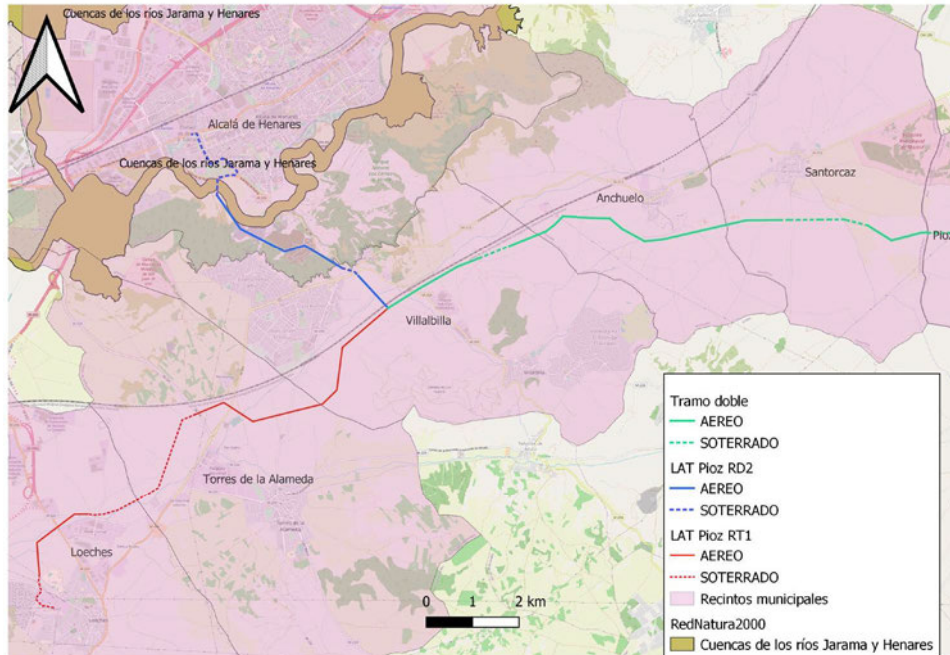 Cuencas de los ríos Jarama y Henares
Alcalá de Henares
Cuencas de los ríos Jarama y Henares
Santorcaz
Anchuelo
Pioz
Villalbilla
Torres de la Alameda
Loeches
Loeches
0 1 2 km
Tramo doble
AEREO
SOTERRADO
LAT Pioz RD2
AEREO
SOTERRADO
LAT Pioz RT1
AEREO
SOTERRADO
Recintos municipales
RedNatura2000
Cuencas de los ríos Jarama y Henares